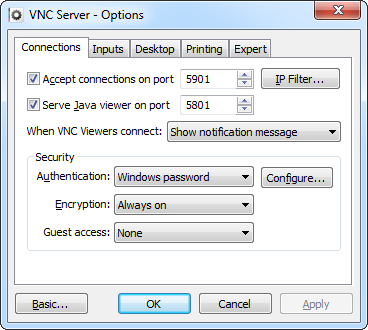 VNC Server - Options
Connections Inputs Desktop Printing Expert
Accept connections on port 5901 IP Filter...
Serve Java viewer on port 5801
When VNC Viewers connect: Show notification message
Security
Authentication: Windows password Configure...
Encryption: Always on
Guest access: None
Basic... OK Cancel Apply